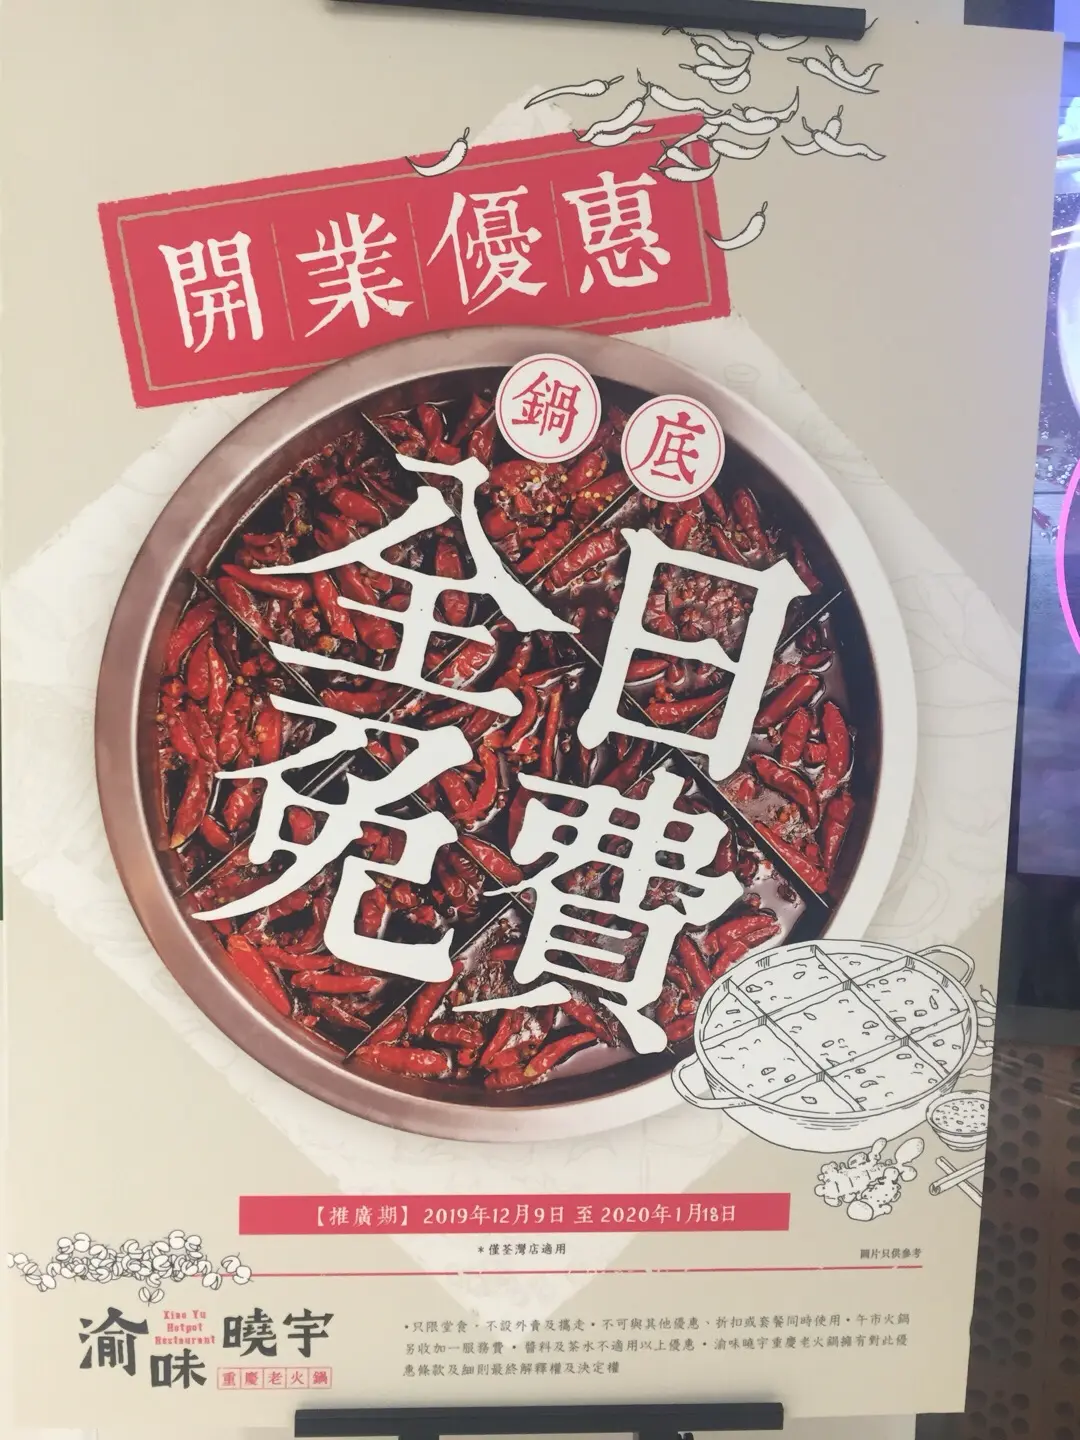 開業優惠
鍋底
全日
免費
【推廣期】2019年12月9日 至 2020年1月18日
*僅荃灣店適用
圖片只供參考
渝味曉宇
Xiao Yu
Hotpot
Restaurant
重慶老火鍋
•只限堂食，不設外賣及攜走•不可與其他優惠、折扣或套餐同時使用•午市火鍋
另收加一服務費•醬料及茶水不適用以上優惠•渝味曉宇重慶老火鍋擁有對此優
惠條款及細則最終解釋權及決定權